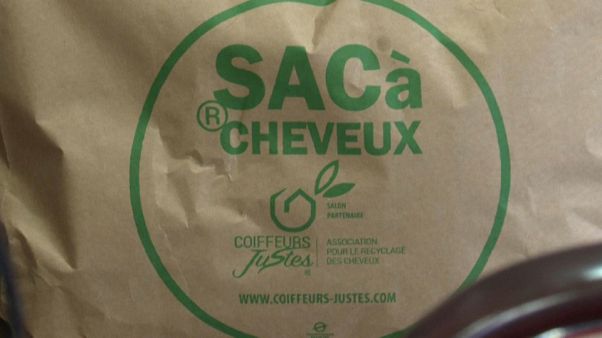 SACà
®CHEVEUX
SALON
PARTENAIRE
COIFFEURS
Justes®
ASSOCIATION
POUR LE RECYCLAGE
DES CHEVEUX
WWW.COIFFEURS-JUSTES.COM